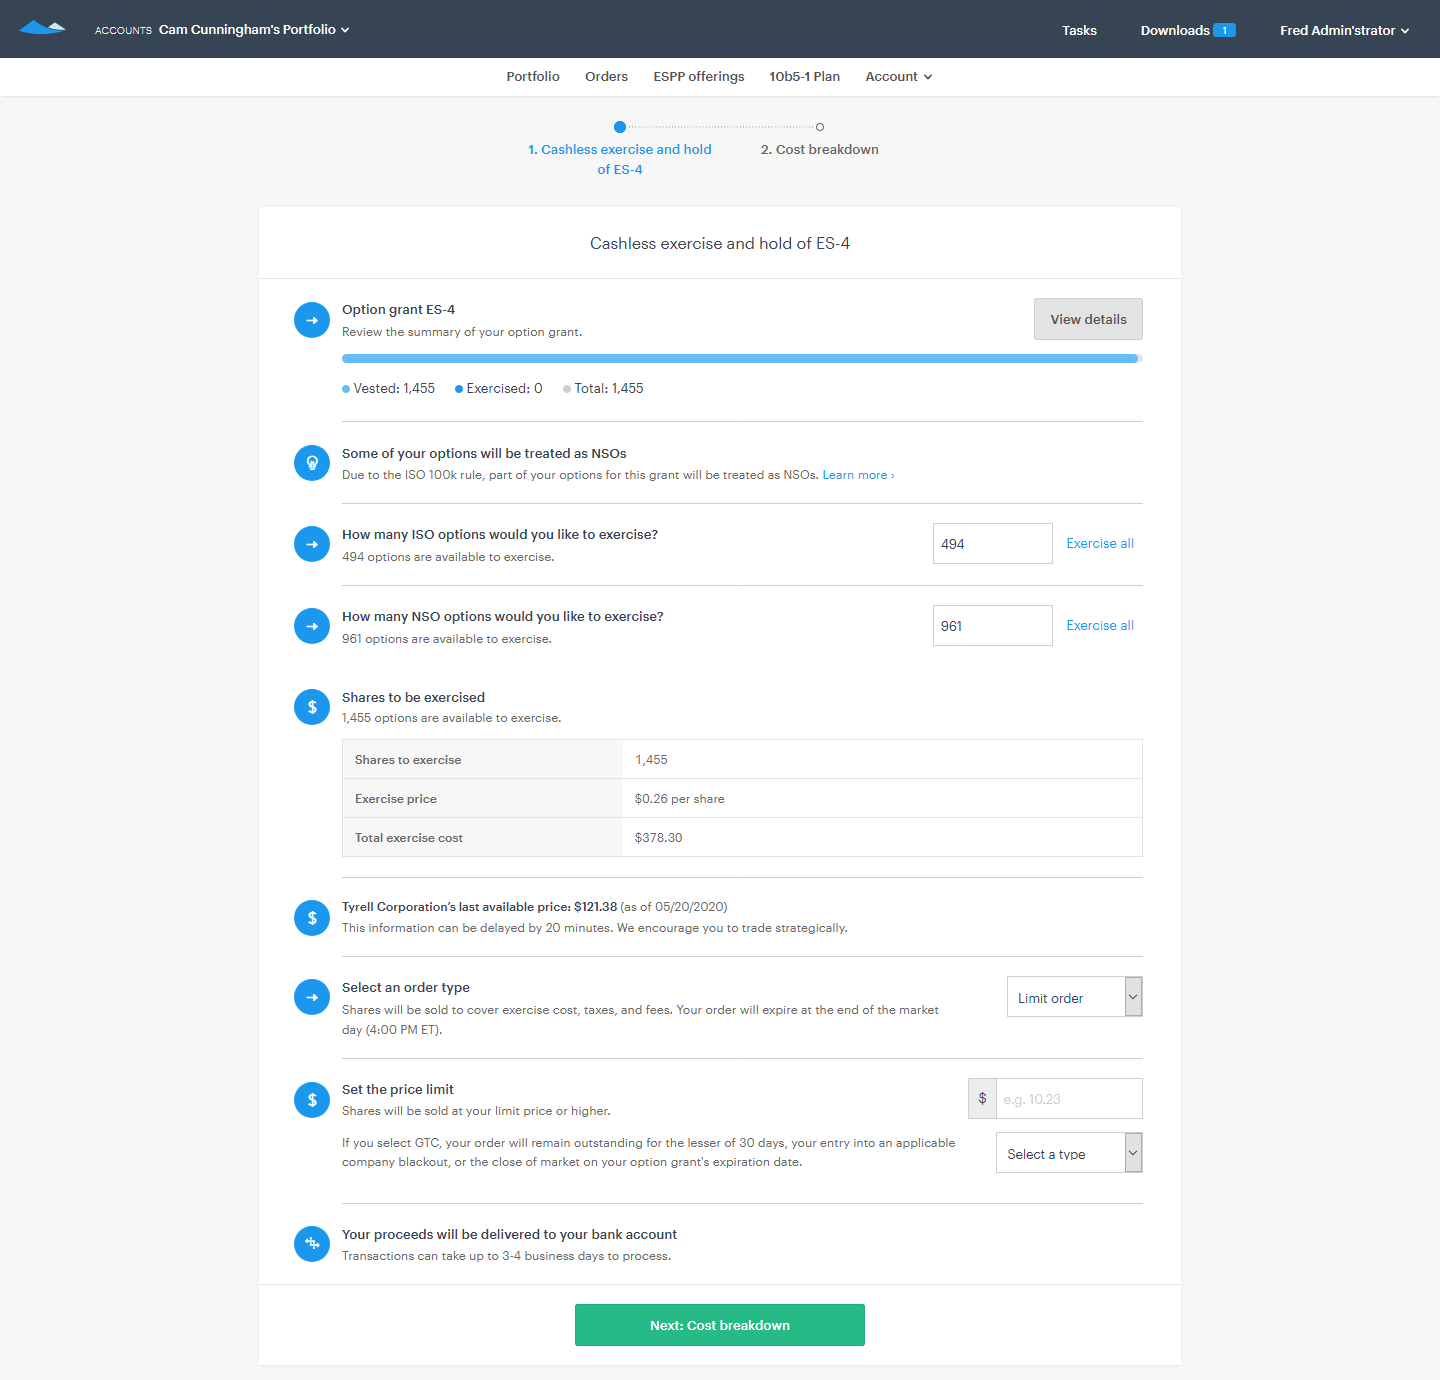 ACCOUNTS Cam Cunningham's Portfolio
Tasks
Downloads 1
Fred Admin'strator
Portfolio
Orders
ESPP offerings
10b5-1 Plan
Account
1. Cashless exercise and hold
of ES-4
2. Cost breakdown
Cashless exercise and hold of ES-4
Option grant ES-4
Review the summary of your option grant.
View details
Vested: 1,455
Exercised: 0
Total: 1,455
Some of your options will be treated as NSOs
Due to the ISO 100k rule, part of your options for this grant will be treated as NSOs. Learn more ›
How many ISO options would you like to exercise?
494 options are available to exercise.
494
Exercise all
How many NSO options would you like to exercise?
961 options are available to exercise.
961
Exercise all
$
Shares to be exercised
1,455 options are available to exercise.
Shares to exercise
1,455
Exercise price
$0.26 per share
Total exercise cost
$378.30
$
Tyrell Corporation's last available price: $121.38 (as of 05/20/2020)
This information can be delayed by 20 minutes. We encourage you to trade strategically.
Select an order type
Shares will be sold to cover exercise cost, taxes, and fees. Your order will expire at the end of the market
day (4:00 PM ET).
Limit order
$
Set the price limit
Shares will be sold at your limit price or higher.
$
e.g. 10.23
If you select GTC, your order will remain outstanding for the lesser of 30 days, your entry into an applicable
company blackout, or the close of market on your option grant's expiration date.
Select a type
Your proceeds will be delivered to your bank account
Transactions can take up to 3-4 business days to process.
Next: Cost breakdown